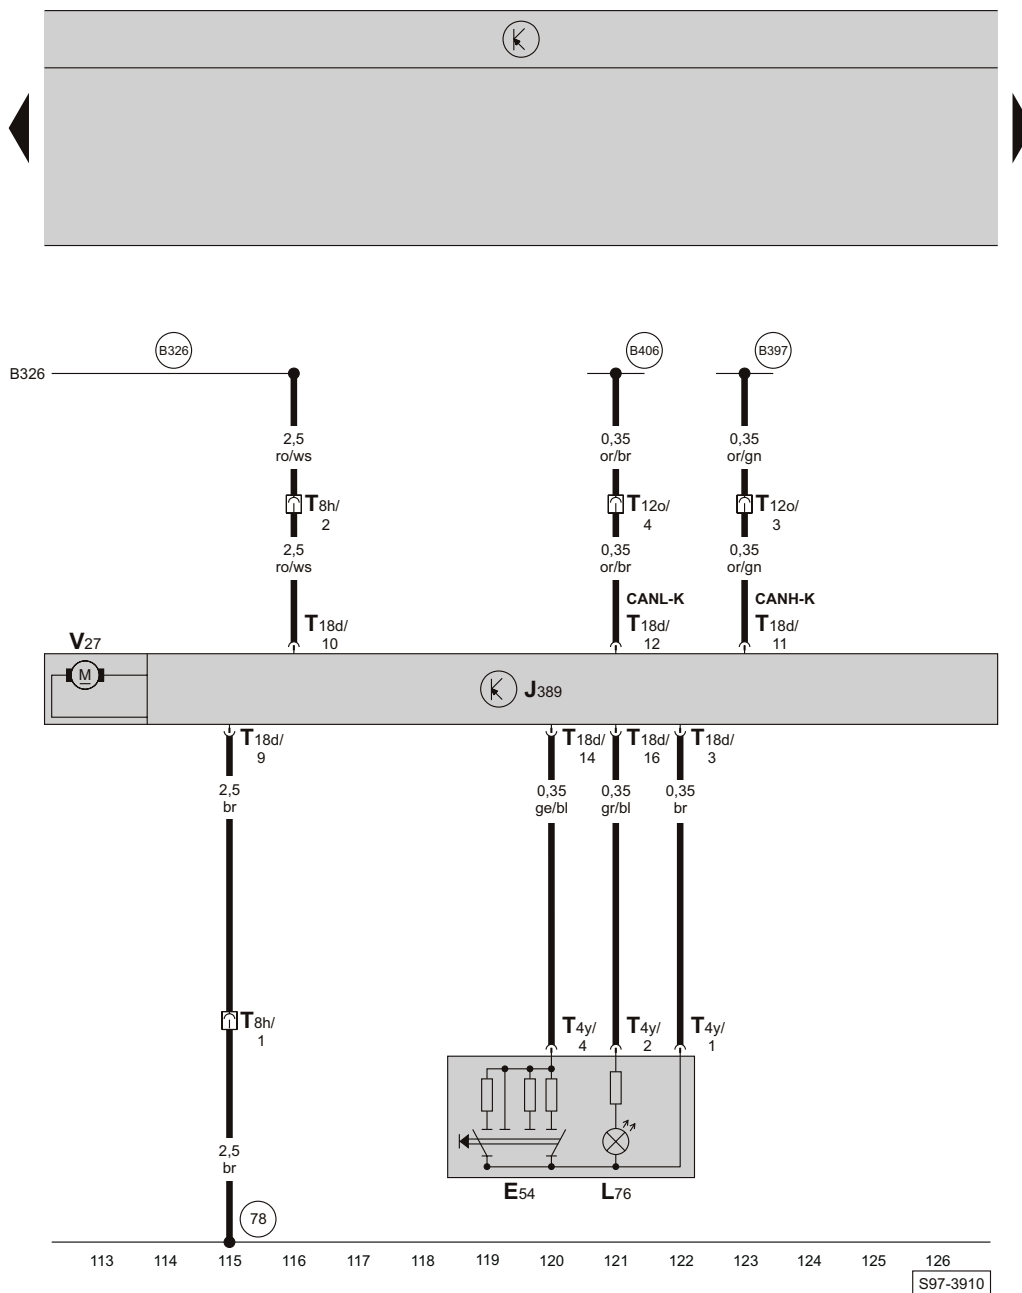 B326 B406 B397
B326
2,5 0,35 0,35
ro/ws or/br or/gn
T8h/ T12o/ T12o/
2 4 3
2,5 0,35 0,35
ro/ws or/br or/gn
CANL-K CANH-K
T18d/ T18d/ T18d/
10 12 11
V27
M
J389
T18d/ T18d/ T18d/ T18d/
9 14 16 3
2,5 0,35 0,35 0,35
br ge/bl gr/bl br
T8h/ T4y/ T4y/ T4y/
1 4 2 1
2,5
br
E54 L76
78
113 114 115 116 117 118 119 120 121 122 123 124 125 126
S97-3910